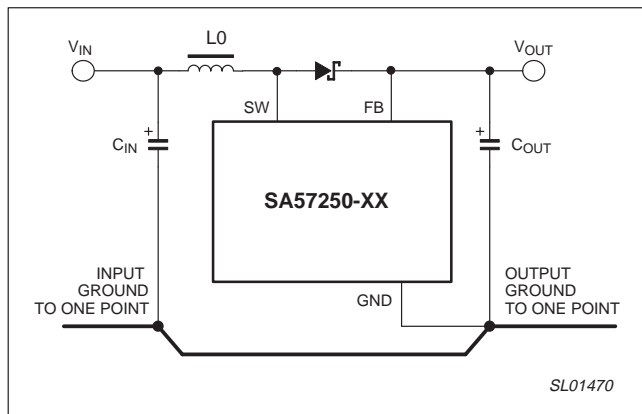 L0
VIN
VOUT
SW
FB
+
CIN
+
COUT
SA57250-XX
INPUT
GROUND
TO ONE POINT
GND
OUTPUT
GROUND
TO ONE POINT
SL01470